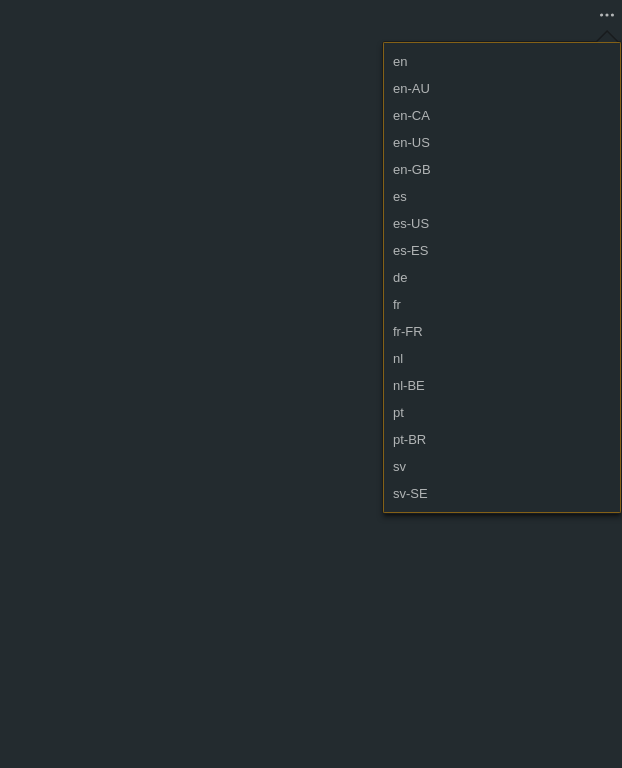 en
en-AU
en-CA
en-US
en-GB
es
es-US
es-ES
de
fr
fr-FR
nl
nl-BE
pt
pt-BR
sv
sv-SE